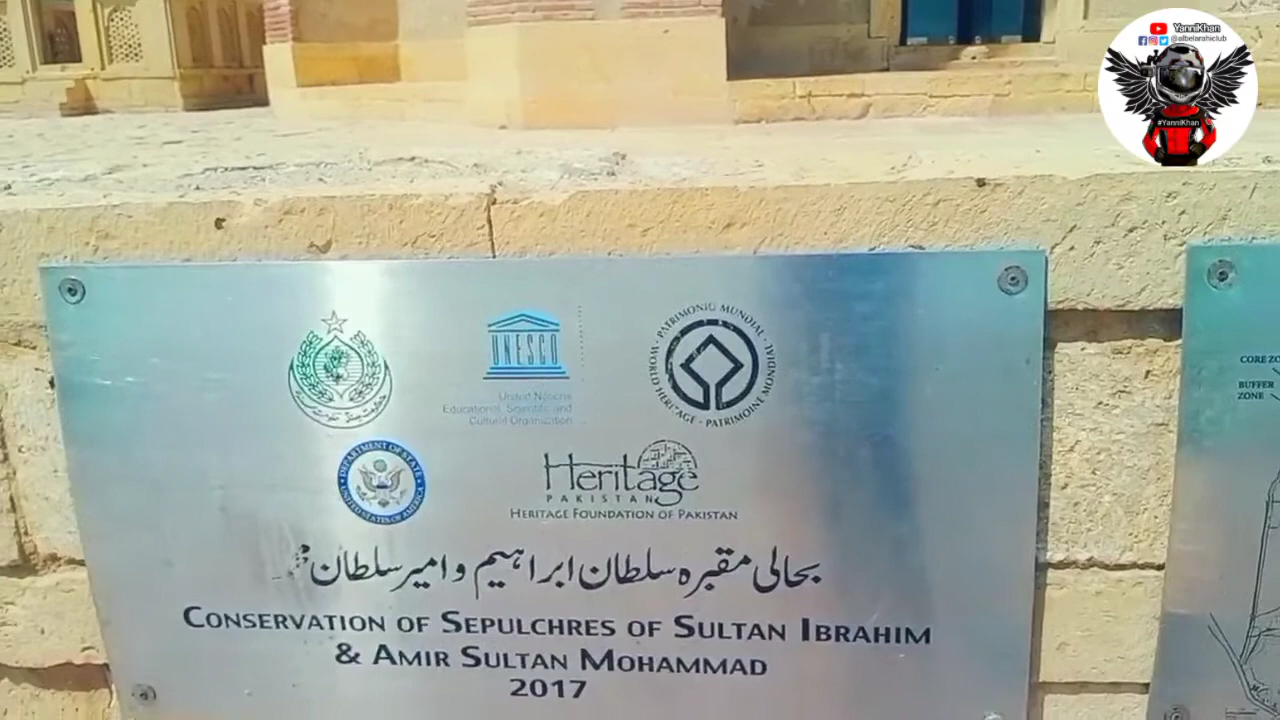 YanniKhan
@albelarahiclub
#YanniKhan
UNESCO
United Nations
Educational, Scientific and
Cultural Organization
WORLD HERITAGE · PATRIMONIO MUNDIAL · PATRIMOINE MONDIAL
DEPARTMENT OF STATE
UNITED STATES OF AMERICA
Heritage
PAKISTAN
HERITAGE FOUNDATION OF PAKISTAN
بحالی مقبرہ سلطان ابراہیم و امیر سلطان
CONSERVATION OF SEPULCHRES OF SULTAN IBRAHIM
& AMIR SULTAN MOHAMMAD
2017
CORE
BUFFER
ZONE